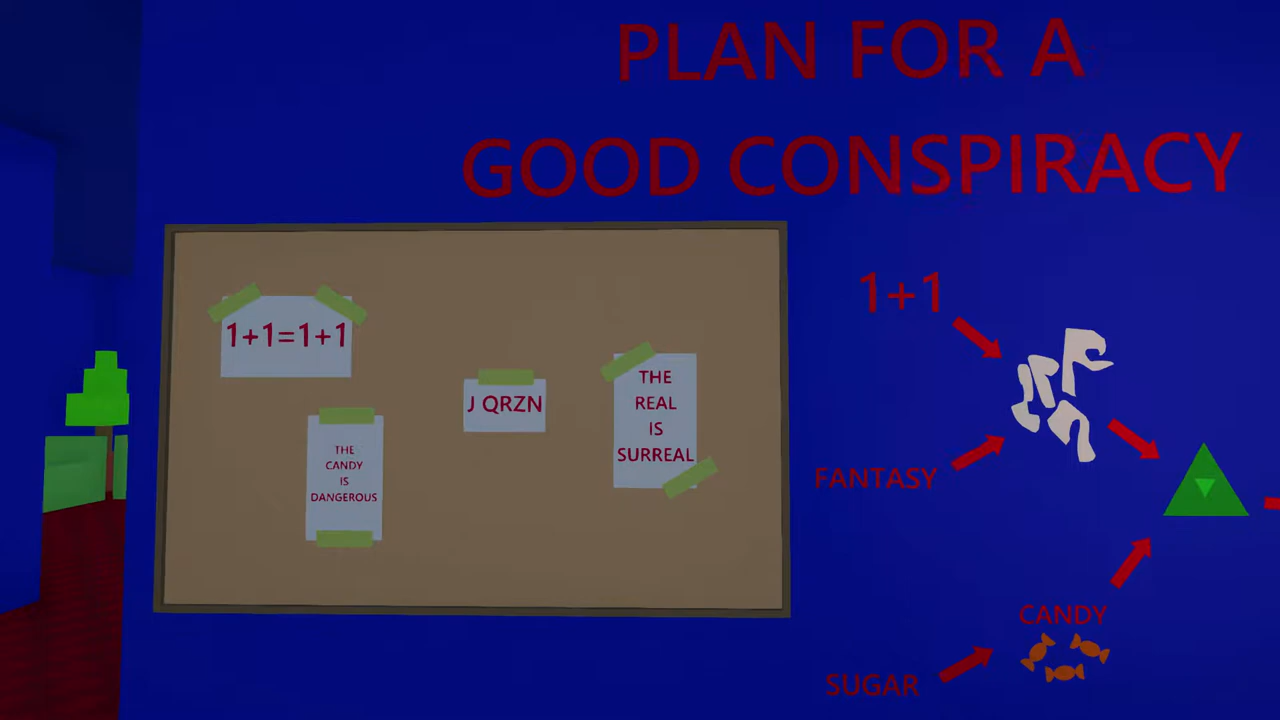 PLAN FOR A
GOOD CONSPIRACY
1+1=1+1
THE
CANDY
IS
DANGEROUS
J QRZN
THE
REAL
IS
SURREAL
1+1
FANTASY
CANDY
SUGAR